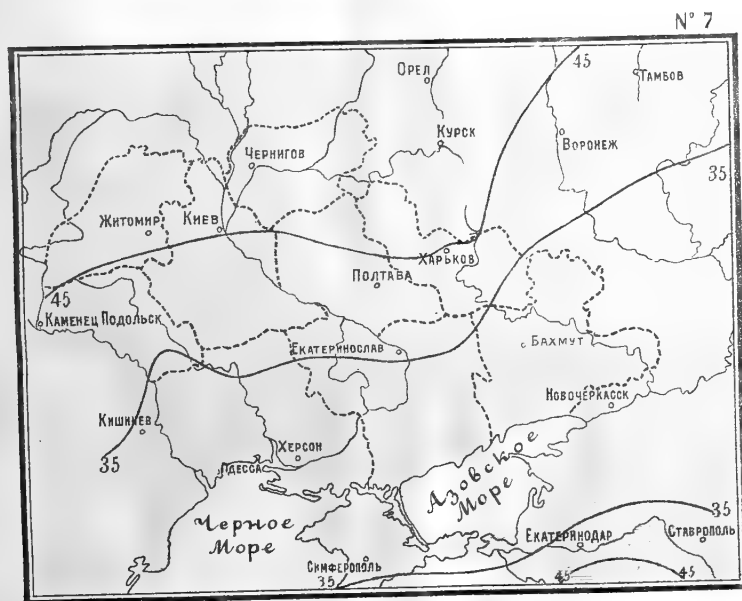 N° 7
ОРЕЛ
45
ТАМБОВ
КУРСК
ВОРОНЕЖ
ЧЕРНИГОВ
35
ЖИТОМИР
КИЕВ
ХАРЬКОВ
ПОЛТАВА
45
КАМЕНЕЦ ПОДОЛЬСК
ЕКАТЕРИНОСЛАВ
БАХМУТ
НОВОЧЕРКАССК
КИШИНЕВ
35
ХЕРСОН
ОДЕССА
Азовское
Море
Черное
Море
35
ЕКАТЕРИНОДАР
СТАВРОПОЛЬ
СИМФЕРОПОЛЬ
35
45
45